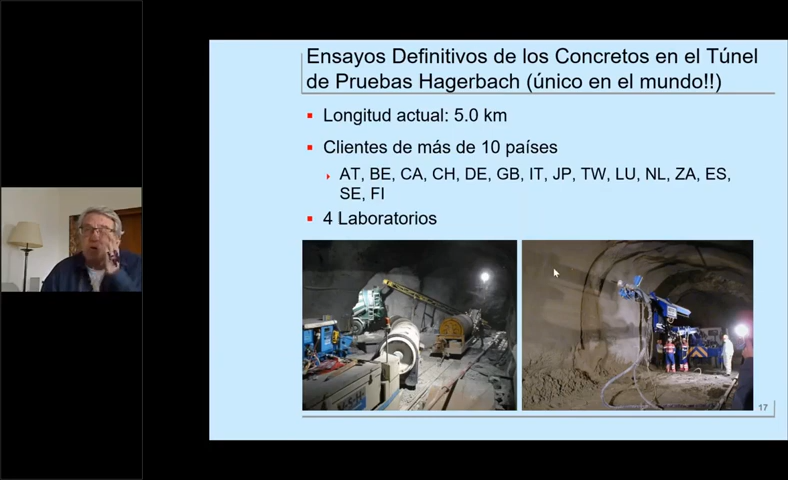 Ensayos Definitivos de los Concretos en el Túnel
de Pruebas Hagerbach (único en el mundo!!)
Longitud actual: 5.0 km
Clientes de más de 10 países
AT, BE, CA, CH, DE, GB, IT, JP, TW, LU, NL, ZA, ES,
SE, FI
4 Laboratorios
17